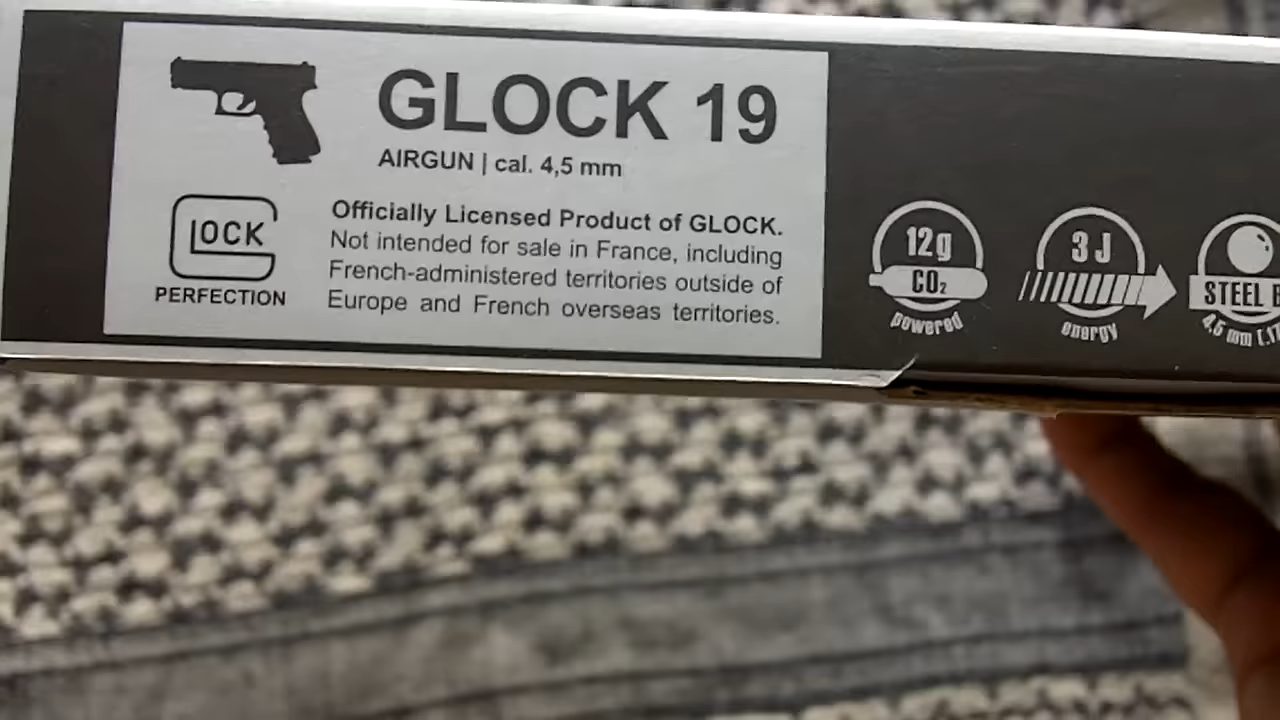 GLOCK 19
AIRGUN | cal. 4,5 mm
GLOCK
PERFECTION
Officially Licensed Product of GLOCK.
Not intended for sale in France, including
French-administered territories outside of
Europe and French overseas territories.
12g
CO₂
powered
3 J
energy
STEEL
4,5 mm